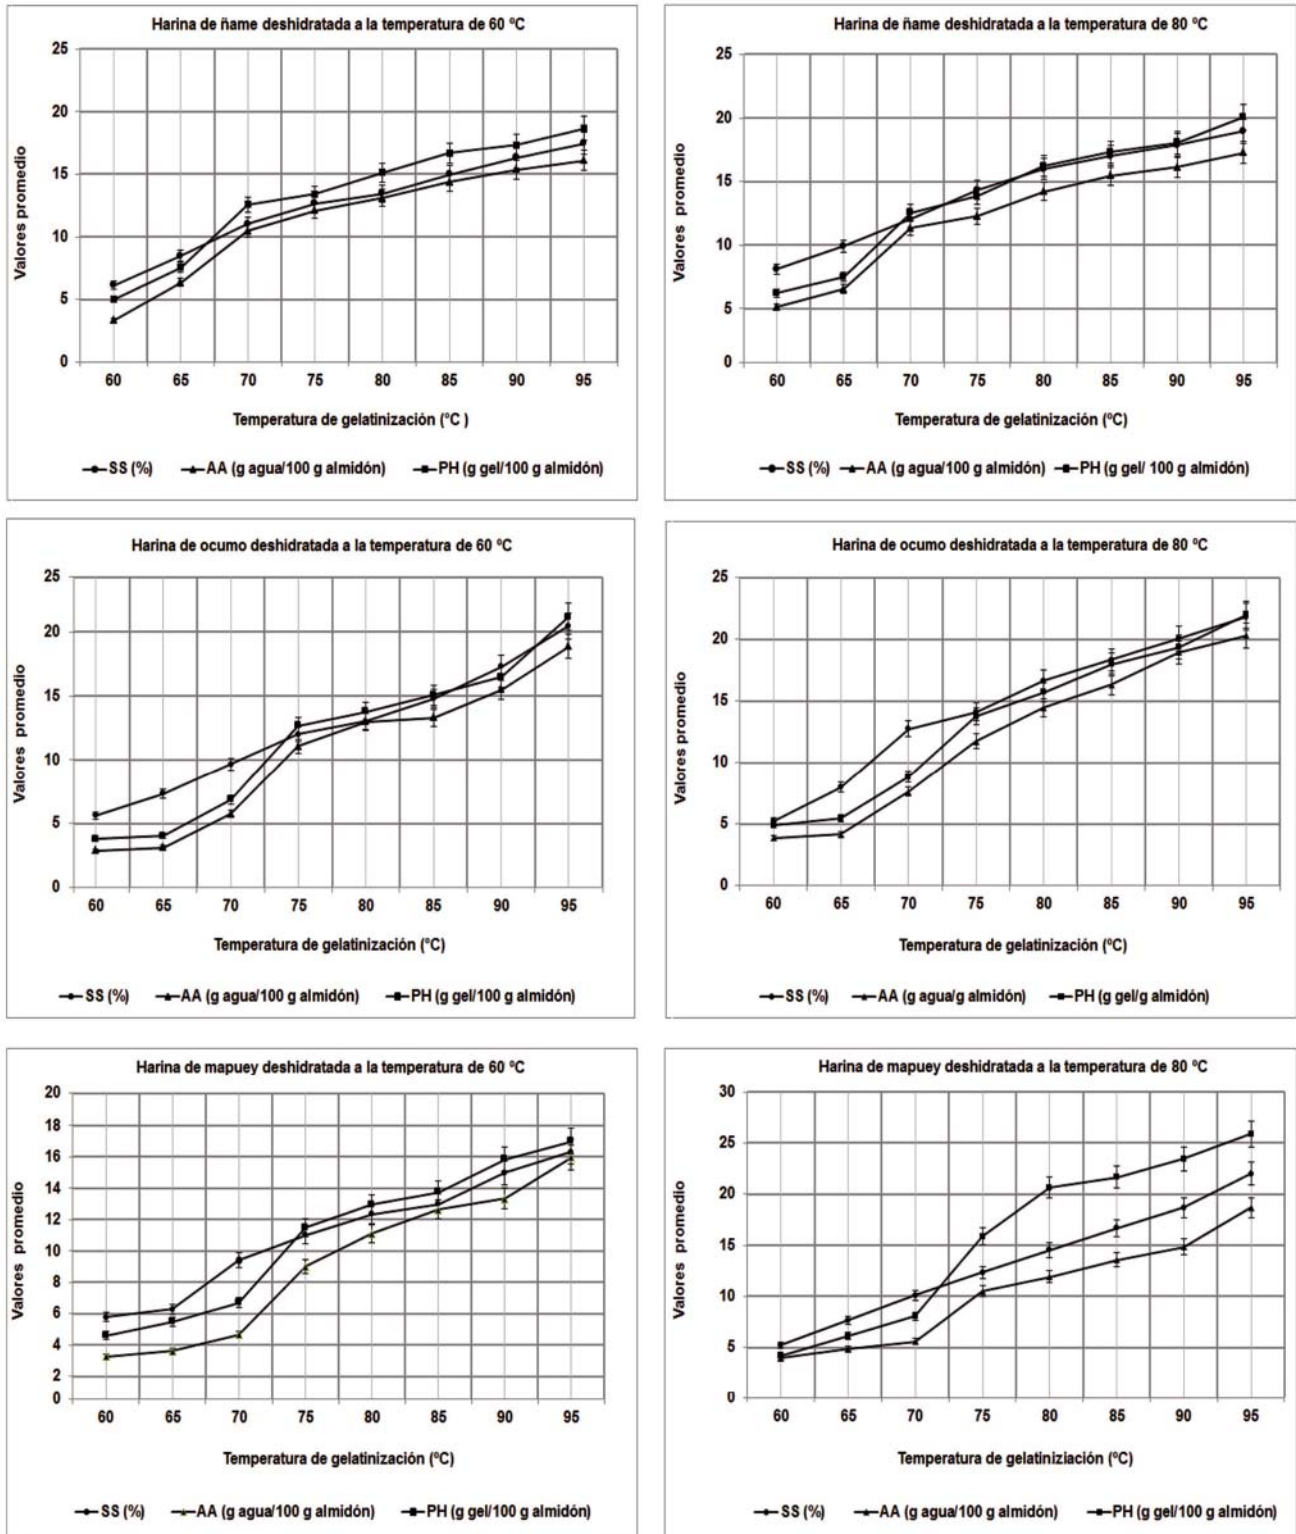 Harina de ñame deshidratada a la temperatura de 60 ºC
25
20
15
10
5
0
Valores promedio
60 65 70 75 80 85 90 95
Temperatura de gelatinización (°C )
SS (%) AA (g agua/100 g almidón) PH (g gel/100 g almidón)
Harina de ñame deshidratada a la temperatura de 80 ºC
25
20
15
10
5
0
Valores promedio
60 65 70 75 80 85 90 95
Temperatura de gelatinización (°C)
SS (%) AA (g agua/100 g almidón) PH (g gel/ 100 g almidón)
Harina de ocumo deshidratada a la temperatura de 60 ºC
25
20
15
10
5
0
Valores promedio
60 65 70 75 80 85 90 95
Temperatura de gelatinización (°C)
SS (%) AA (g agua/100 g almidón) PH (g gel/100 g almidón)
Harina de ocumo deshidratada a la temperatura de 80 ºC
25
20
15
10
5
0
Valores promedio
60 65 70 75 80 85 90 95
Temperatura de gelatinización (ºC)
SS (%) AA (g agua/g almidón) PH (g gel/g almidón)
Harina de mapuey deshidratada a la temperatura de 60 ºC
20
18
16
14
12
10
8
6
4
2
0
Valores promedio
60 65 70 75 80 85 90 95
Temperatura de gelatinización (ºC)
SS (%) AA (g agua/100 g almidón) PH (g gel/100 g almidón)
Harina de mapuey deshidratada a la temperatura de 80 ºC
30
25
20
15
10
5
0
Valores promedio
60 65 70 75 80 85 90 95
Temperatura de gelatiniziación (ºC)
SS (%) AA (g agua/100 g almidón) PH (g gel/100 g almidón)